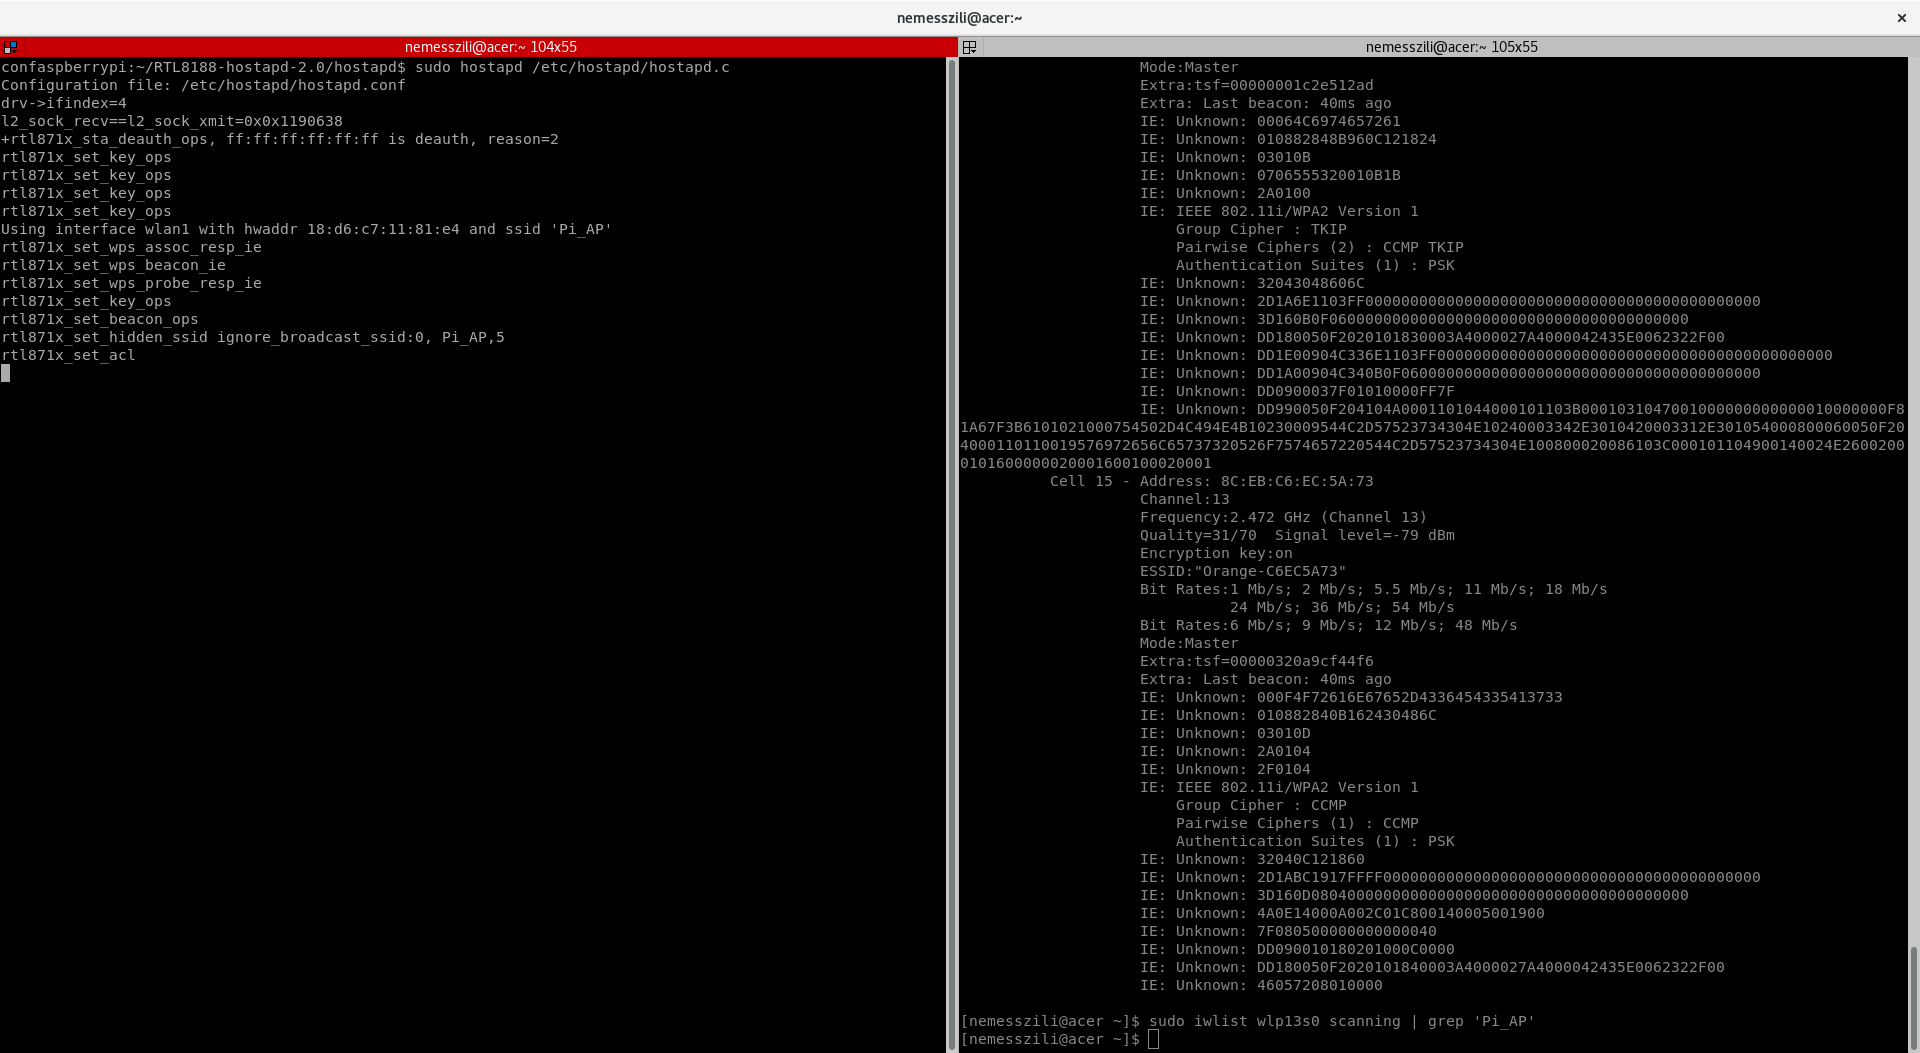 nemesszili@acer:~
nemesszili@acer:~ 104x55
confaspberrypi:~/RTL8188-hostapd-2.0/hostapd$ sudo hostapd /etc/hostapd/hostapd.c
Configuration file: /etc/hostapd/hostapd.conf
drv->ifindex=4
l2_sock_recv==l2_sock_xmit=0x0x1190638
+rtl871x_sta_deauth_ops, ff:ff:ff:ff:ff:ff is deauth, reason=2
rtl871x_set_key_ops
rtl871x_set_key_ops
rtl871x_set_key_ops
rtl871x_set_key_ops
Using interface wlan1 with hwaddr 18:d6:c7:11:81:e4 and ssid 'Pi_AP'
rtl871x_set_wps_assoc_resp_ie
rtl871x_set_wps_beacon_ie
rtl871x_set_wps_probe_resp_ie
rtl871x_set_key_ops
rtl871x_set_beacon_ops
rtl871x_set_hidden_ssid ignore_broadcast_ssid:0, Pi_AP,5
rtl871x_set_acl
nemesszili@acer:~ 105x55
Mode:Master
Extra:tsf=00000001c2e512ad
Extra: Last beacon: 40ms ago
IE: Unknown: 00064C6974657261
IE: Unknown: 010882848B960C121824
IE: Unknown: 03010B
IE: Unknown: 0706555320010B1B
IE: Unknown: 2A0100
IE: IEEE 802.11i/WPA2 Version 1
Group Cipher : TKIP
Pairwise Ciphers (2) : CCMP TKIP
Authentication Suites (1) : PSK
IE: Unknown: 32043048606C
IE: Unknown: 2D1A6E1103FF00000000000000000000000000000000000000000000
IE: Unknown: 3D160B0F060000000000000000000000000000000000000000
IE: Unknown: DD180050F2020101830003A4000027A4000042435E0062322F00
IE: Unknown: DD1E00904C336E1103FF00000000000000000000000000000000000000000000
IE: Unknown: DD1A00904C340B0F0600000000000000000000000000000000000000
IE: Unknown: DD0900037F01010000FF7F
IE: Unknown: DD990050F204104A0001101044000101103B00010310470010000000000000010000000F8
1A67F3B6101021000754502D4C494E4B10230009544C2D57523734304E10240003342E3010420003312E301054000800060050F20
400011011001957697265 6C65737320526F7574657220544C2D57523734304E100800020086103C000101104900140024E2600200
0101600000020001600100020001
Cell 15 - Address: 8C:EB:C6:EC:5A:73
Channel:13
Frequency:2.472 GHz (Channel 13)
Quality=31/70  Signal level=-79 dBm
Encryption key:on
ESSID:"Orange-C6EC5A73"
Bit Rates:1 Mb/s; 2 Mb/s; 5.5 Mb/s; 11 Mb/s; 18 Mb/s
24 Mb/s; 36 Mb/s; 54 Mb/s
Bit Rates:6 Mb/s; 9 Mb/s; 12 Mb/s; 48 Mb/s
Mode:Master
Extra:tsf=00000320a9cf44f6
Extra: Last beacon: 40ms ago
IE: Unknown: 000F4F72616E67652D4336454335413733
IE: Unknown: 010882840B162430486C
IE: Unknown: 03010D
IE: Unknown: 2A0104
IE: Unknown: 2F0104
IE: IEEE 802.11i/WPA2 Version 1
Group Cipher : CCMP
Pairwise Ciphers (1) : CCMP
Authentication Suites (1) : PSK
IE: Unknown: 32040C121860
IE: Unknown: 2D1ABC1917FFFF000000000000000000000000000000000000000000
IE: Unknown: 3D160D08040000000000000000000000000000000000000000
IE: Unknown: 4A0E14000A002C01C800140005001900
IE: Unknown: 7F080500000000000040
IE: Unknown: DD090010180201000C0000
IE: Unknown: DD180050F2020101840003A4000027A4000042435E0062322F00
IE: Unknown: 46057208010000
[nemesszili@acer ~]$ sudo iwlist wlp13s0 scanning | grep 'Pi_AP'
[nemesszili@acer ~]$